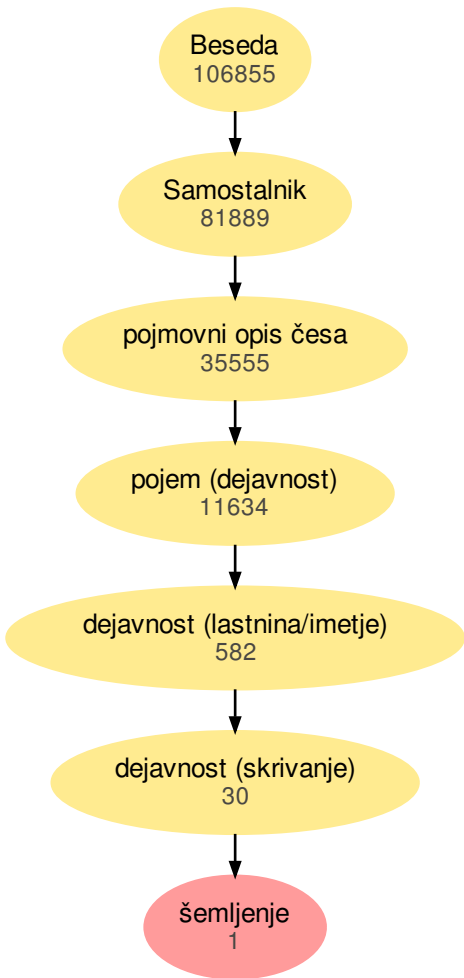 Beseda
106855
Samostalnik
81889
pojmovni opis česa
35555
pojem (dejavnost)
11634
dejavnost (lastnina/imetje)
582
dejavnost (skrivanje)
30
šemljenje
1